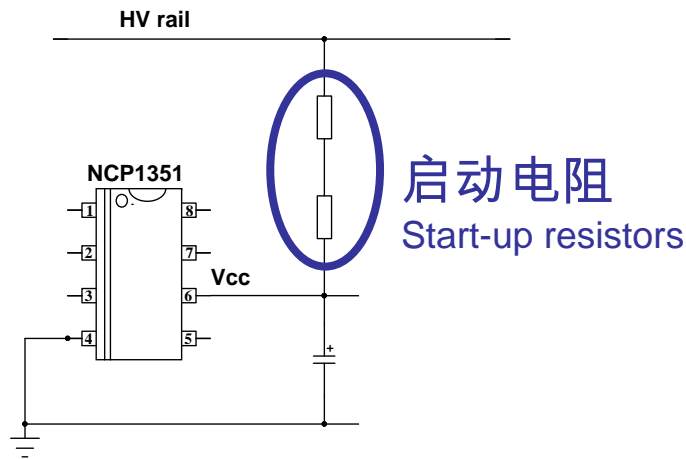 HV rail
NCP1351
启动电阻
Start-up resistors
1 8
2 7
Vcc
3 6
4 5
+